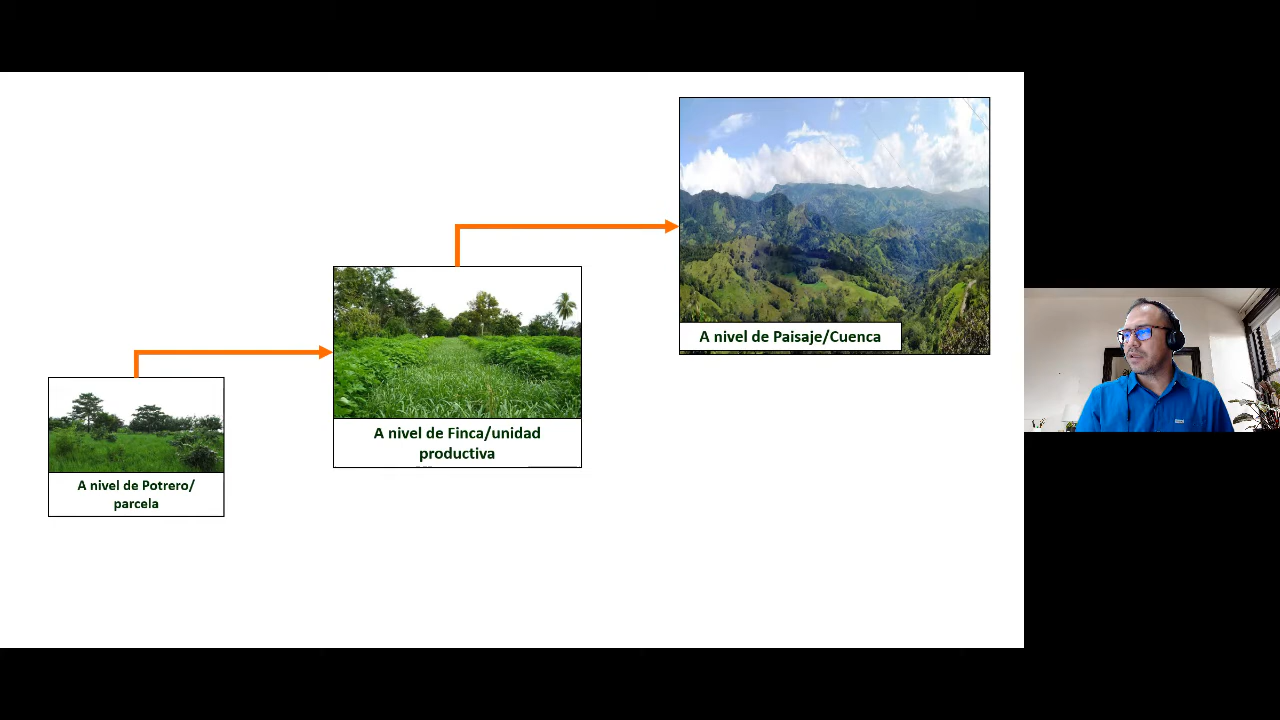 A nivel de Paisaje/Cuenca
A nivel de Finca/unidad
productiva
A nivel de Potrero/
parcela